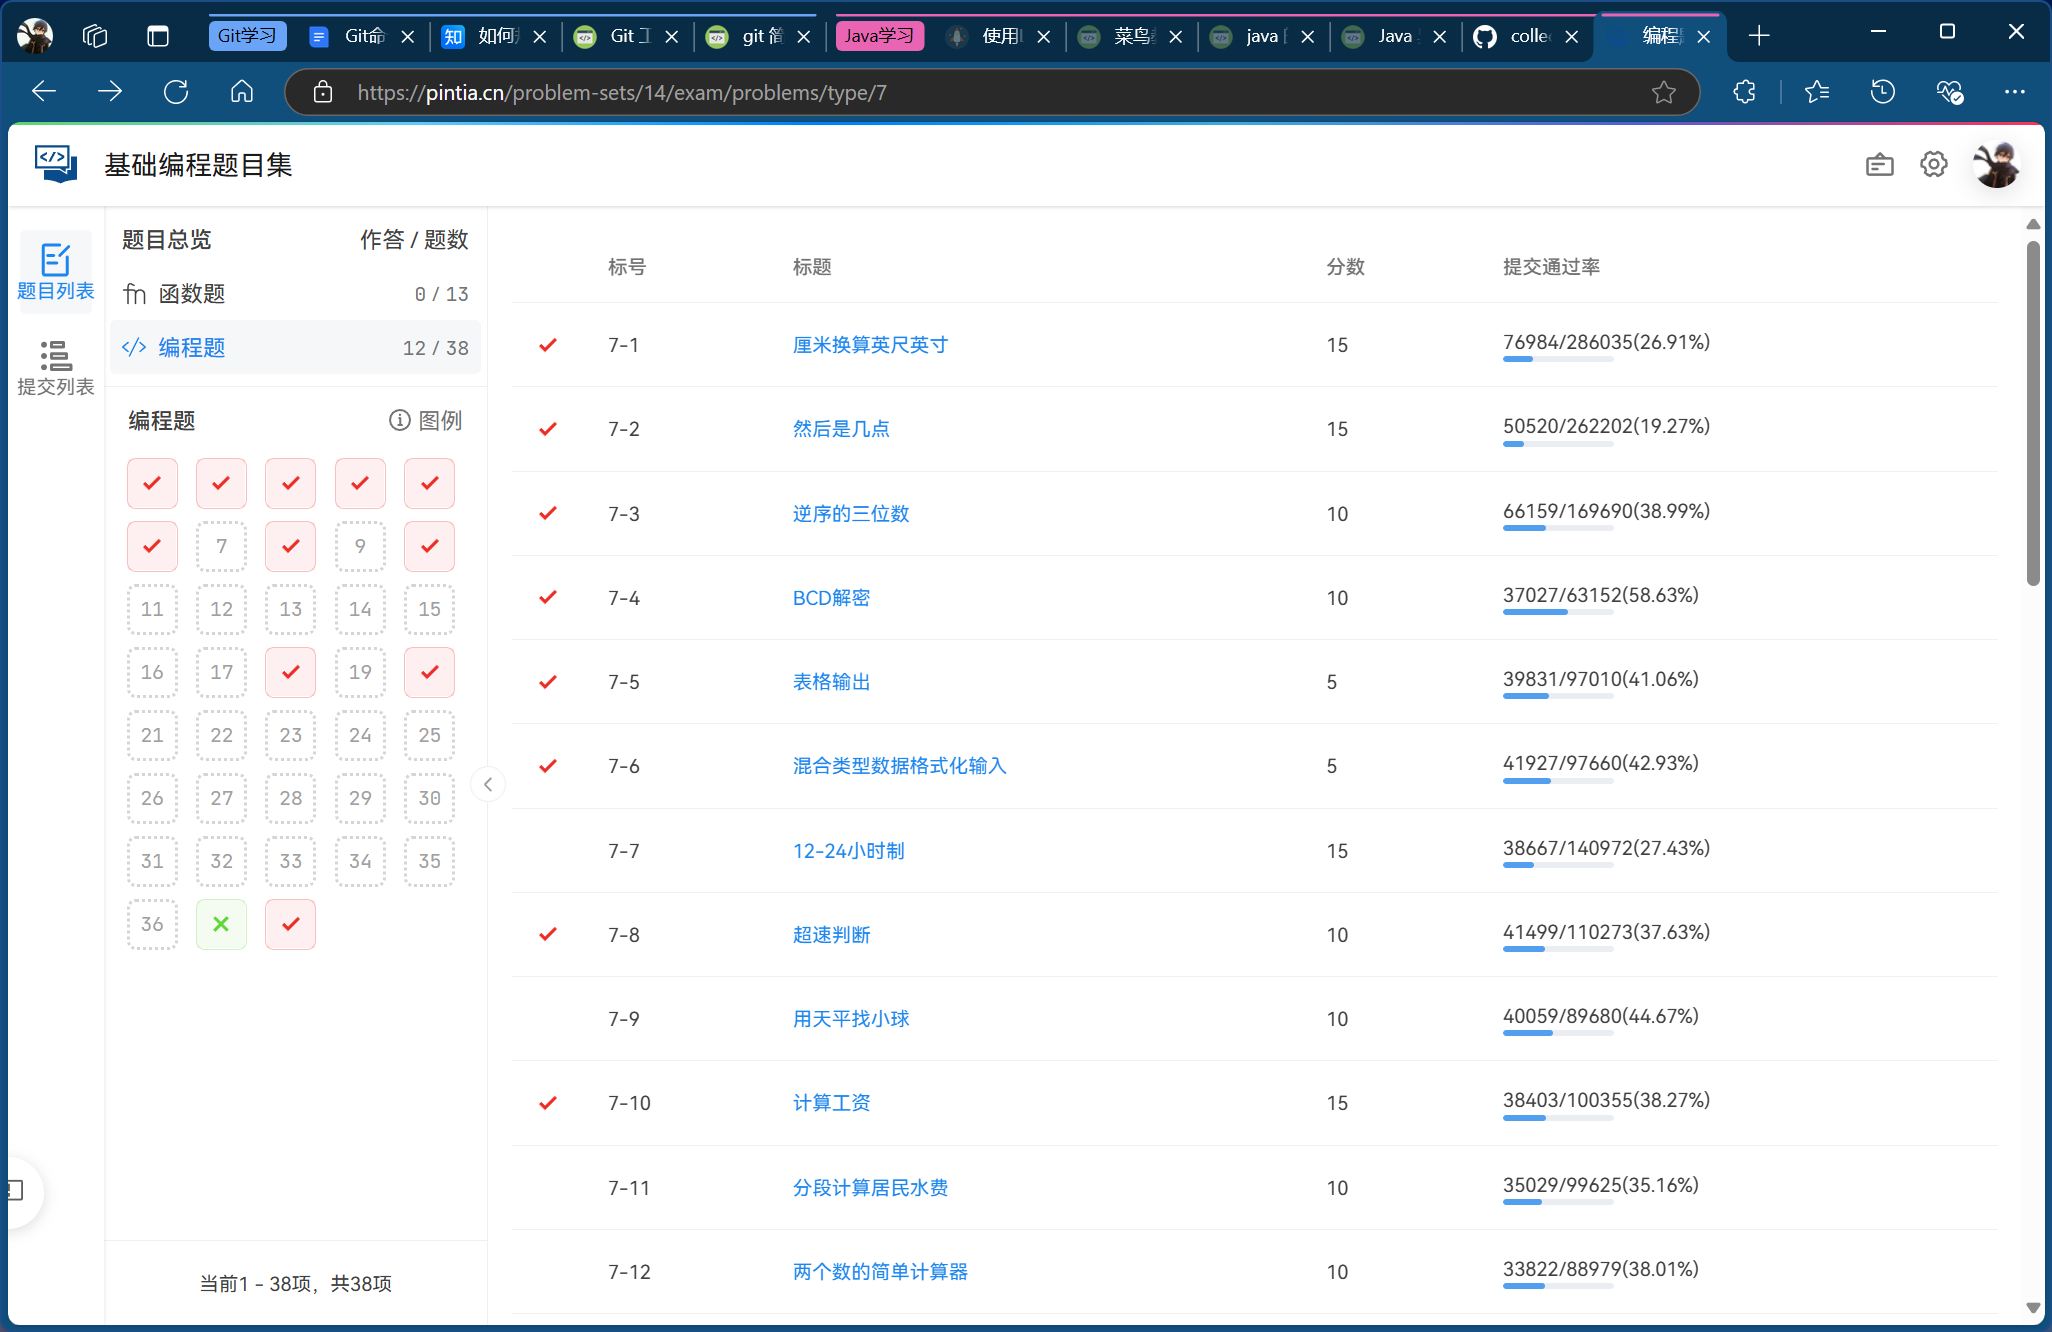 Git学习 Git命 如何 Git 工 git 简 Java学习 使用 菜鸟 java Java colle 编程
https://pintia.cn/problem-sets/14/exam/problems/type/7
基础编程题目集
题目列表
提交列表
题目总览 作答 / 题数
fn 函数题 0 / 13
</> 编程题 12 / 38
编程题 图例
7 9
11 12 13 14 15
16 17 19
21 22 23 24 25
26 27 28 29 30
31 32 33 34 35
36
当前1 - 38项，共38项
标号 标题 分数 提交通过率
7-1 厘米换算英尺英寸 15 76984/286035(26.91%)
7-2 然后是几点 15 50520/262202(19.27%)
7-3 逆序的三位数 10 66159/169690(38.99%)
7-4 BCD解密 10 37027/63152(58.63%)
7-5 表格输出 5 39831/97010(41.06%)
7-6 混合类型数据格式化输入 5 41927/97660(42.93%)
7-7 12-24小时制 15 38667/140972(27.43%)
7-8 超速判断 10 41499/110273(37.63%)
7-9 用天平找小球 10 40059/89680(44.67%)
7-10 计算工资 15 38403/100355(38.27%)
7-11 分段计算居民水费 10 35029/99625(35.16%)
7-12 两个数的简单计算器 10 33822/88979(38.01%)